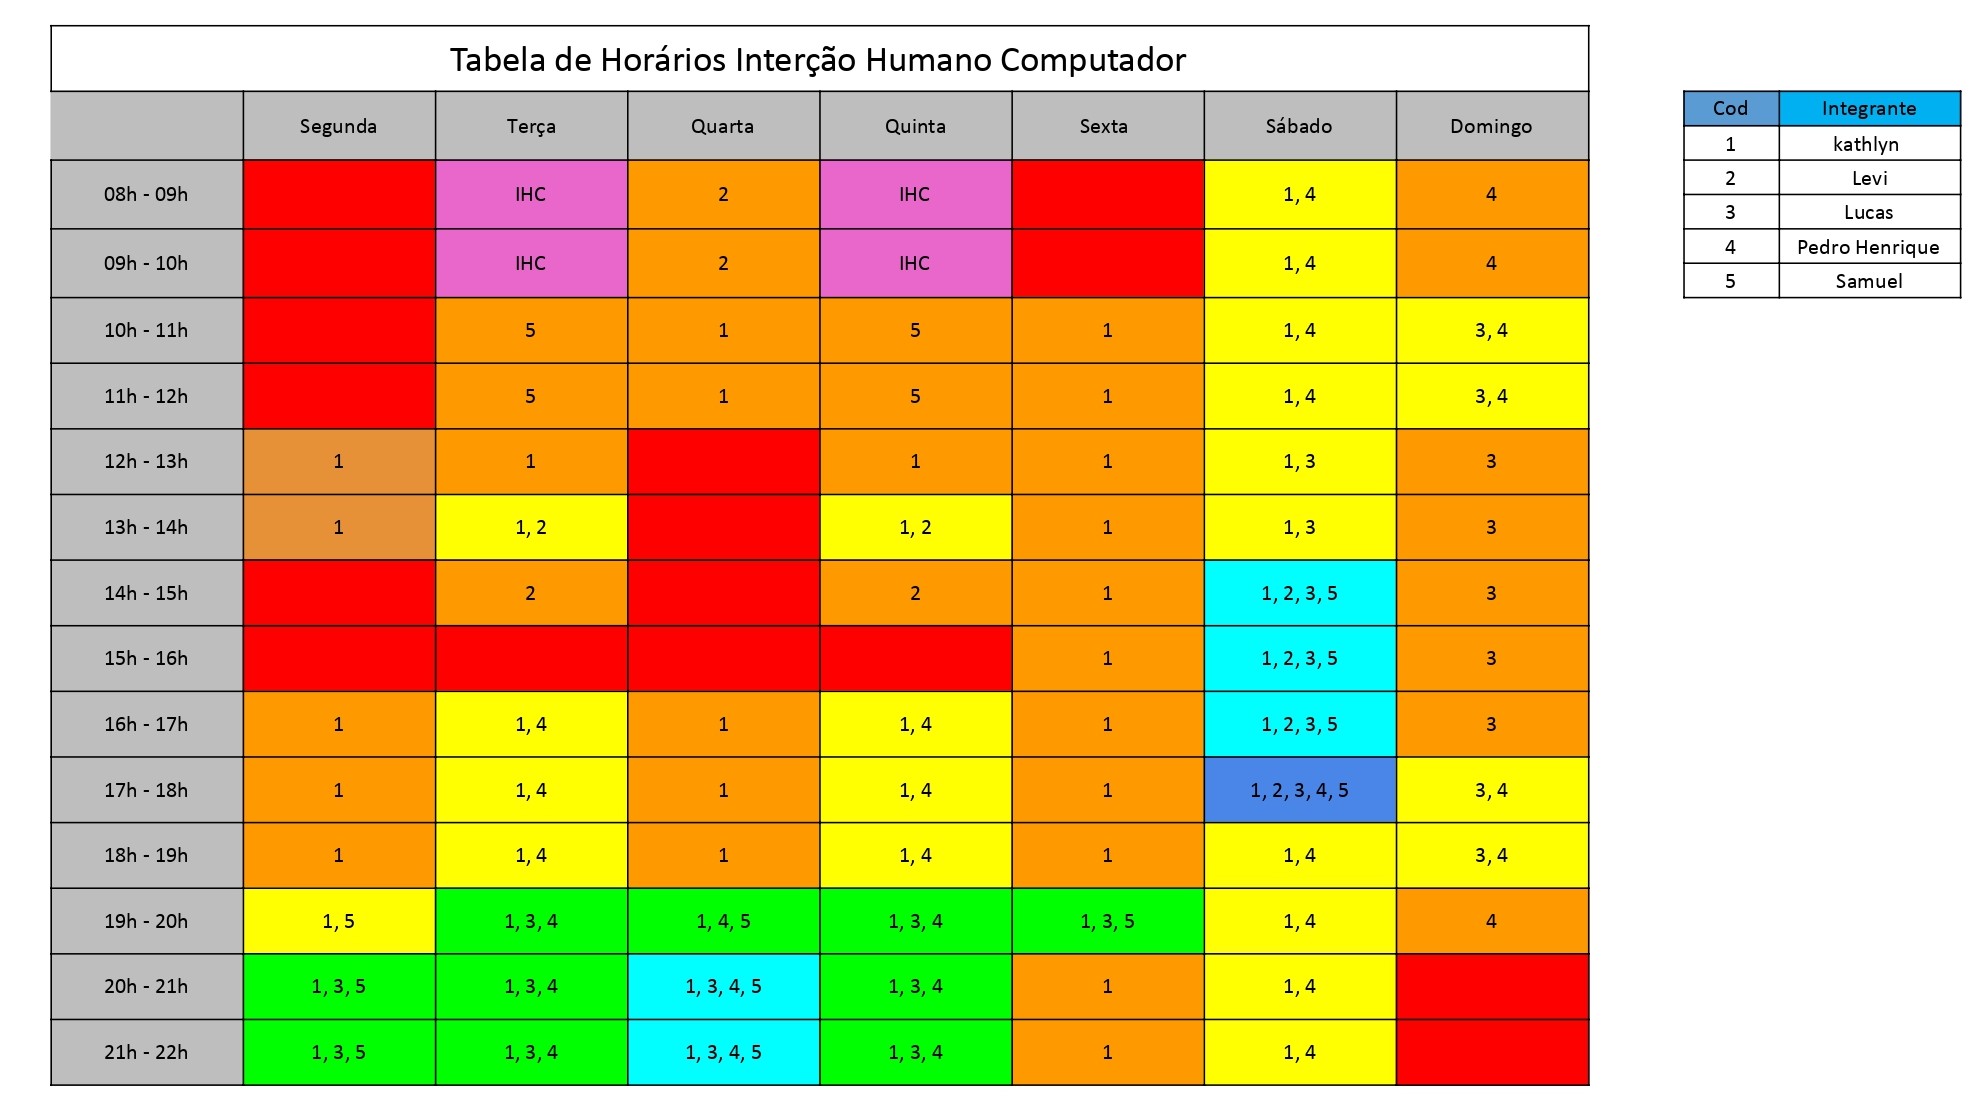 Tabela de Horários Interção Humano Computador
Segunda Terça Quarta Quinta Sexta Sábado Domingo
08h - 09h IHC 2 IHC 1, 4 4
09h - 10h IHC 2 IHC 1, 4 4
10h - 11h 5 1 5 1 1, 4 3, 4
11h - 12h 5 1 5 1 1, 4 3, 4
12h - 13h 1 1 1 1 1, 3 3
13h - 14h 1 1, 2 1, 2 1 1, 3 3
14h - 15h 2 2 1 1, 2, 3, 5 3
15h - 16h 1 1, 2, 3, 5 3
16h - 17h 1 1, 4 1 1, 4 1 1, 2, 3, 5 3
17h - 18h 1 1, 4 1 1, 4 1 1, 2, 3, 4, 5 3, 4
18h - 19h 1 1, 4 1 1, 4 1 1, 4 3, 4
19h - 20h 1, 5 1, 3, 4 1, 4, 5 1, 3, 4 1, 3, 5 1, 4 4
20h - 21h 1, 3, 5 1, 3, 4 1, 3, 4, 5 1, 3, 4 1 1, 4
21h - 22h 1, 3, 5 1, 3, 4 1, 3, 4, 5 1, 3, 4 1 1, 4
Cod Integrante
1 kathlyn
2 Levi
3 Lucas
4 Pedro Henrique
5 Samuel